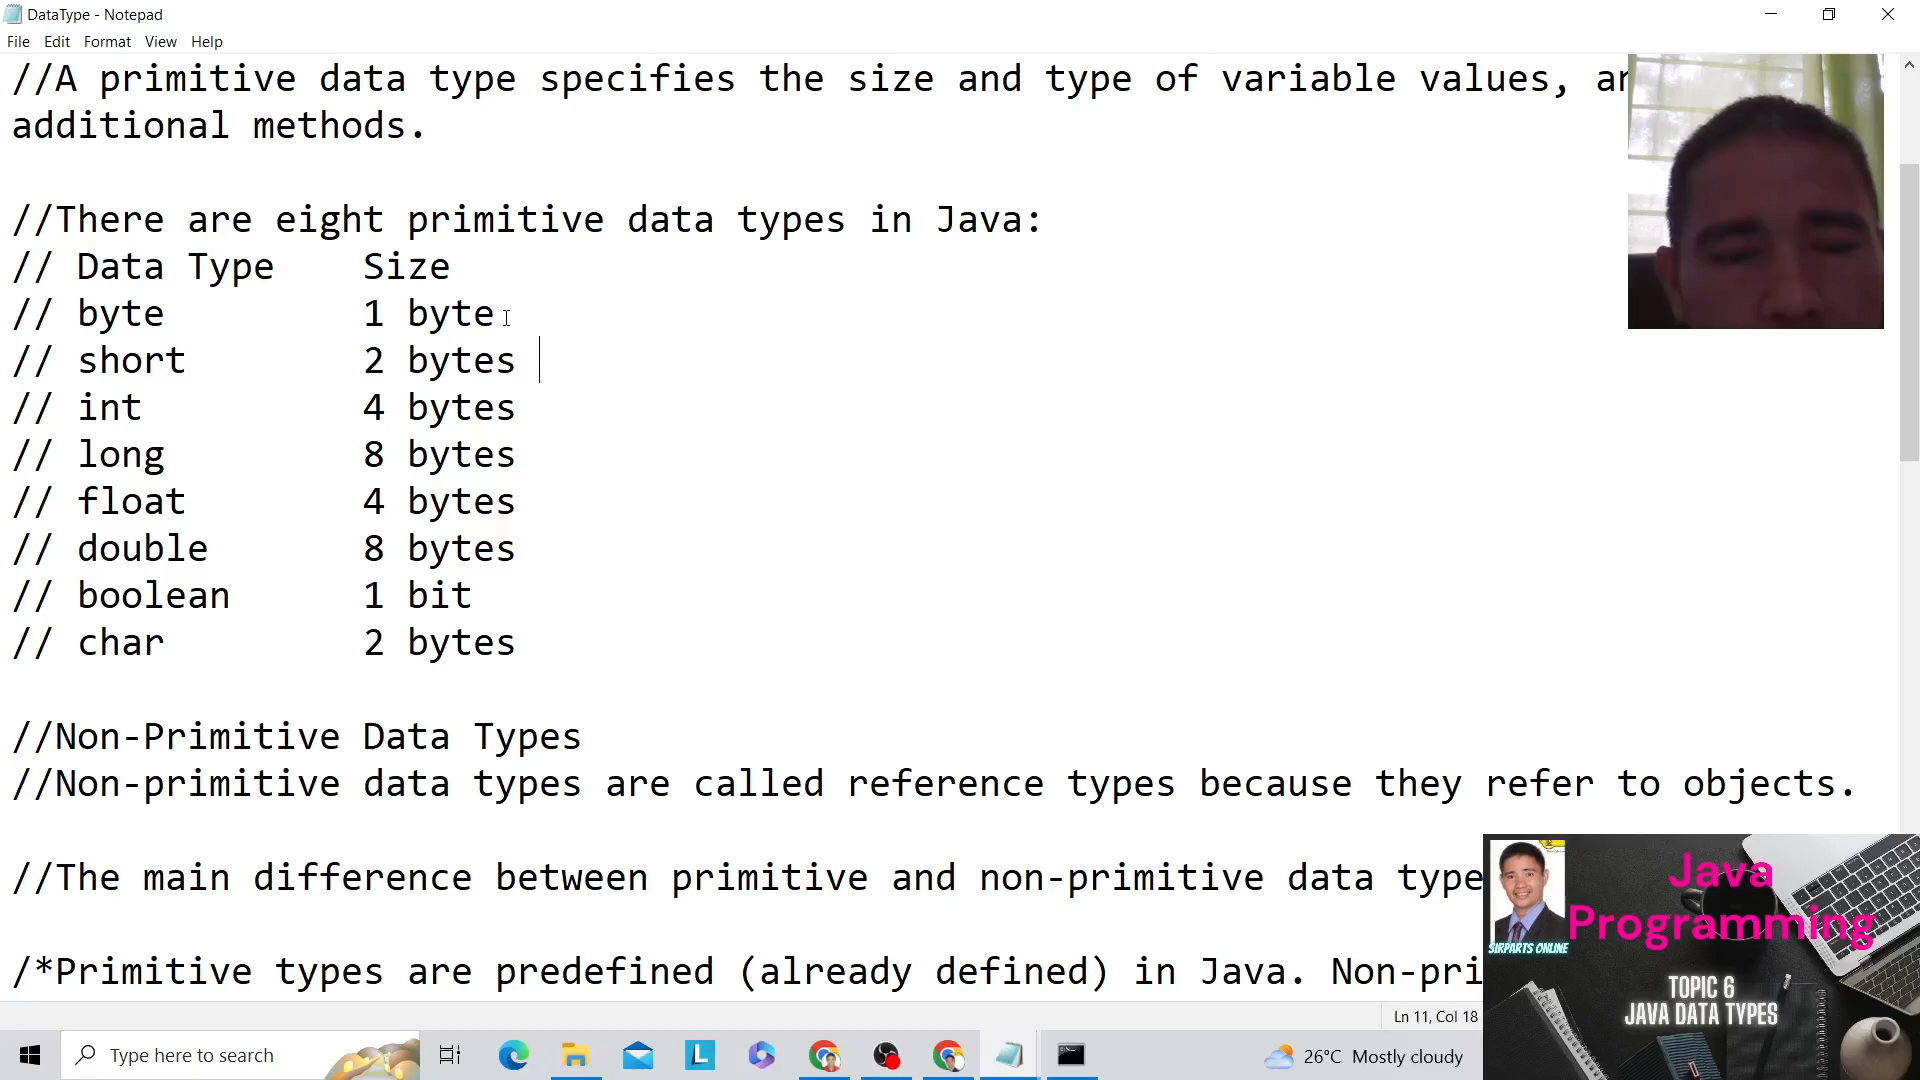 DataType - Notepad
File Edit Format View Help
//A primitive data type specifies the size and type of variable values,
additional methods.
//There are eight primitive data types in Java:
// Data Type Size
// byte 1 byte
// short 2 bytes
// int 4 bytes
// long 8 bytes
// float 4 bytes
// double 8 bytes
// boolean 1 bit
// char 2 bytes
//Non-Primitive Data Types
//Non-primitive data types are called reference types because they refer to objects.
//The main difference between primitive and non-primitive data type
/*Primitive types are predefined (already defined) in Java. Non-pri
Java
Programming
SIRPARTS ONLINE
TOPIC 6
JAVA DATA TYPES
Ln 11, Col 18
Type here to search
L
26°C Mostly cloudy